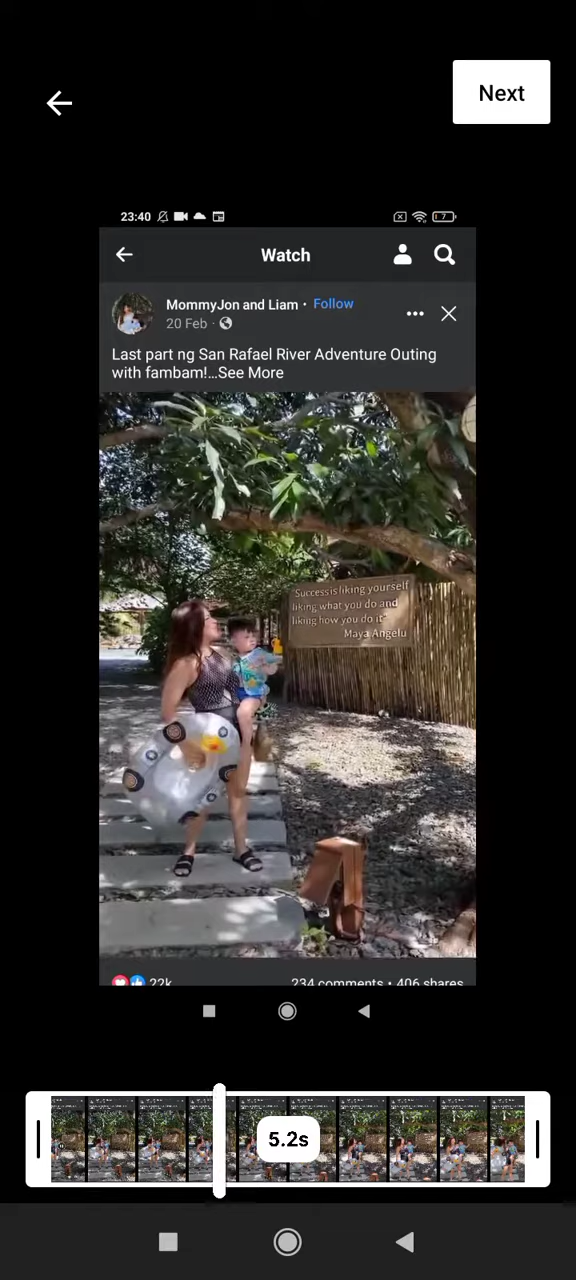 Next
23:40
7
Watch
MommyJon and Liam · Follow
20 Feb ·
Last part ng San Rafael River Adventure Outing
with fambam!...See More
"Success is liking yourself
liking what you do and
liking how you do it"
Maya Angelu
22k
234 comments • 406 shares
5.2s